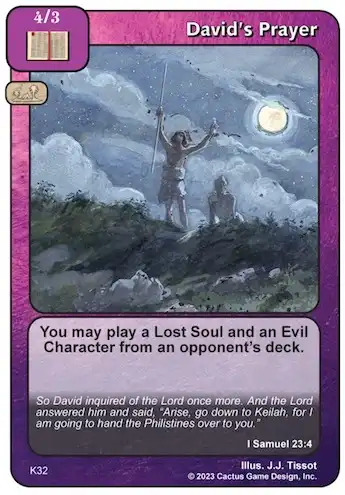 4/3
David's Prayer
You may play a Lost Soul and an Evil
Character from an opponent's deck.
So David inquired of the Lord once more. And the Lord
answered him and said, "Arise, go down to Keilah, for I
am going to hand the Philistines over to you."
I Samuel 23:4
K32
Illus. J.J. Tissot
© 2023 Cactus Game Design, Inc.